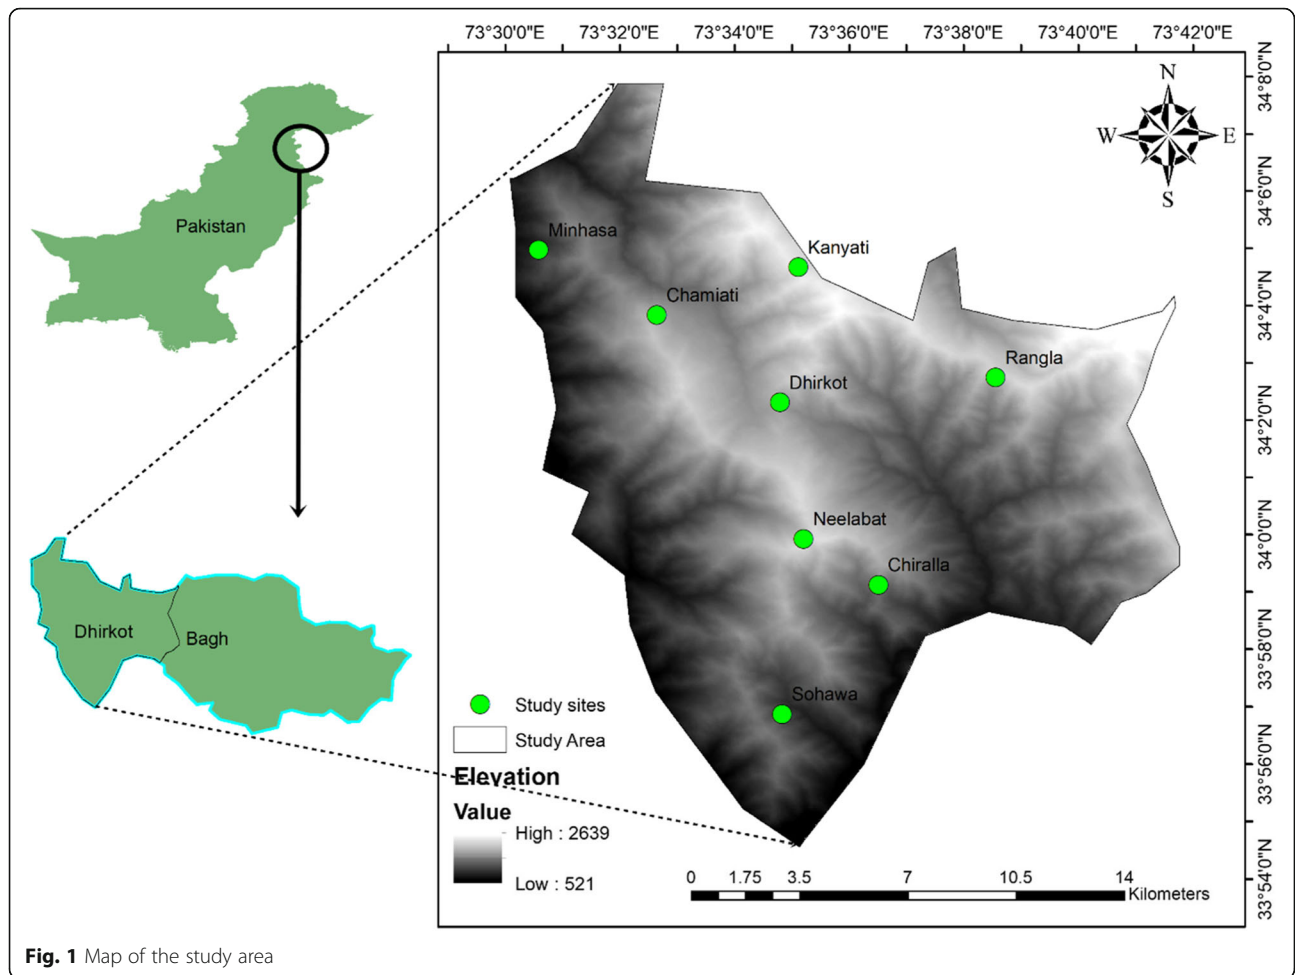 73°30'0"E 73°32'0"E 73°34'0"E 73°36'0"E 73°38'0"E 73°40'0"E 73°42'0"E
34°8'0"N
34°6'0"N
34°4'0"N
34°2'0"N
34°0'0"N
33°58'0"N
33°56'0"N
33°54'0"N
N
W E
S
Pakistan
Minhasa
Kanyati
Chamiati
Rangla
Dhirkot
Neelabat
Chiralla
Sohawa
Dhirkot
Bagh
Study sites
Study Area
Elevation
Value
High : 2639
Low : 521
0 1.75 3.5 7 10.5 14
Kilometers
Fig. 1 Map of the study area